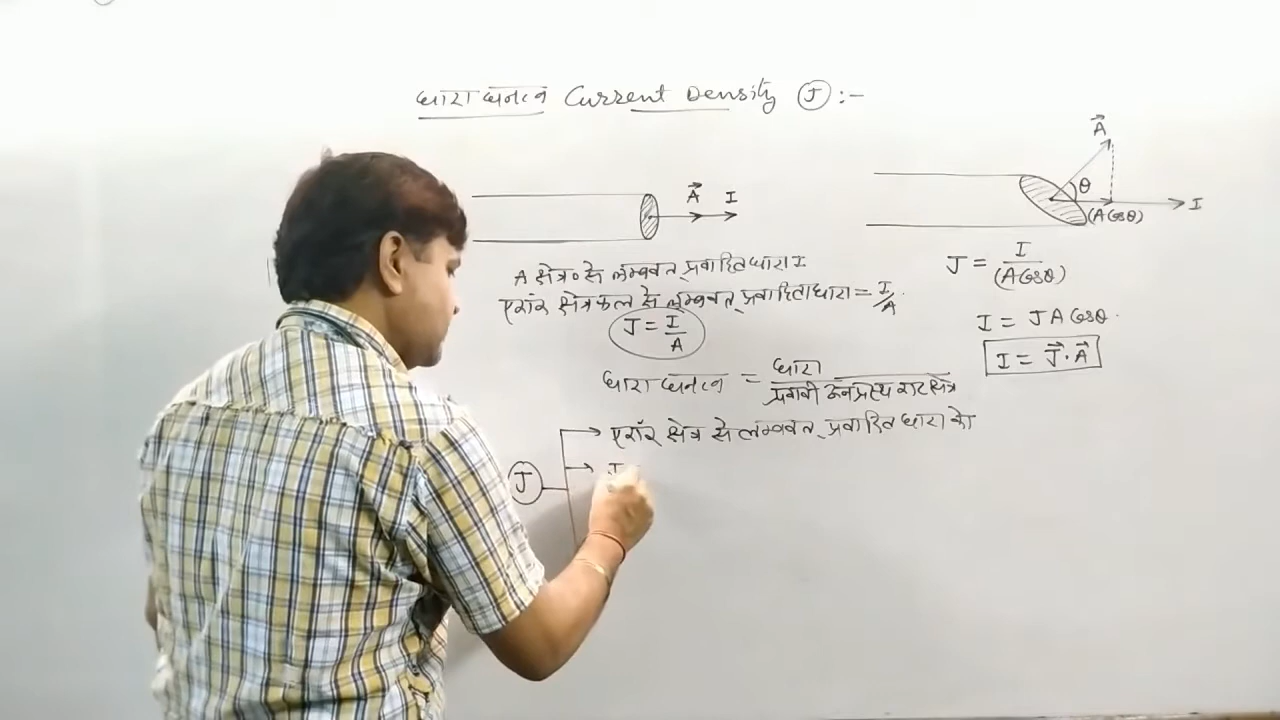 धारा घनत्व Current Density (J) :-
A⃗ I
A⃗
θ
(A Cosθ) I
A क्षेत्र० से लम्बवत् प्रवाहित धारा I
एकांक क्षेत्रफल से लम्बवत् प्रवाहित धारा = I/A
J = I/A
J = I/(A Cosθ)
I = J A Cosθ.
I = J⃗ · A⃗
धारा घनत्व = धारा / प्रभावी अनुप्रस्थ काट क्षेत्र
J → एकांक क्षेत्र से लम्बवत् प्रवाहित धारा को
→